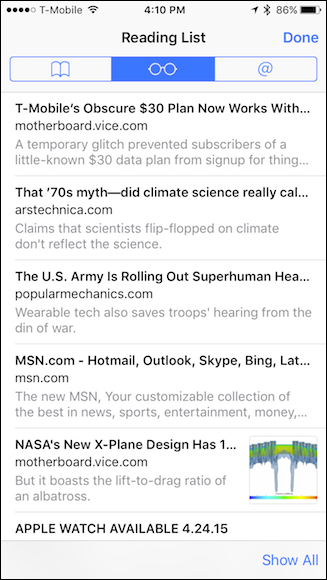 T-Mobile 4:10 PM 86%
Reading List Done
@
T-Mobile's Obscure $30 Plan Now Works With...
motherboard.vice.com
A temporary glitch prevented subscribers of a
little-known $30 data plan from signup for thing...
That '70s myth—did climate science really cal...
arstechnica.com
Claims that scientists flip-flopped on climate
don't reflect the science.
The U.S. Army Is Rolling Out Superhuman Hea...
popularmechanics.com
Wearable tech also saves troops' hearing from the
din of war.
MSN.com - Hotmail, Outlook, Skype, Bing, Lat...
msn.com
The new MSN, Your customizable collection of
the best in news, sports, entertainment, money,...
NASA's New X-Plane Design Has 1...
motherboard.vice.com
But it boasts the lift-to-drag ratio of
an albatross.
APPLE WATCH AVAILABLE 4.24.15
Show All